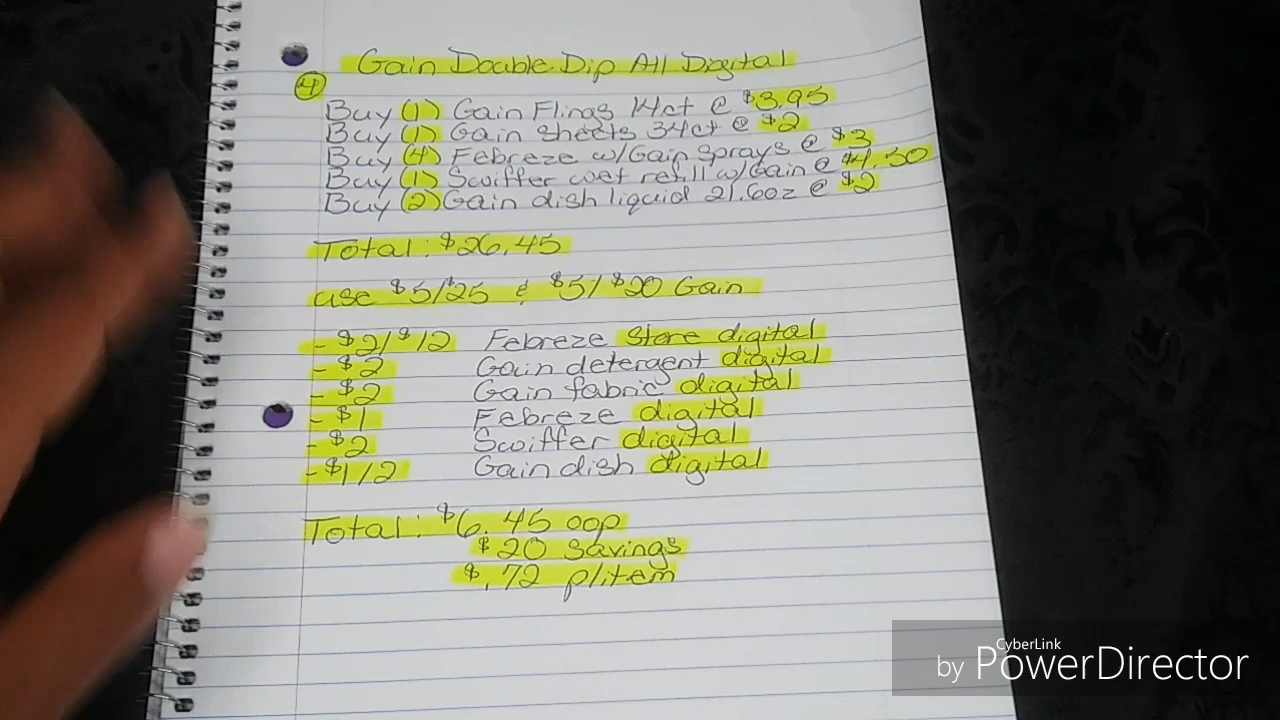 Gain Double Dip All Digital
4
Buy (1) Gain Flings 14ct @ $3.95
Buy (1) Gain sheets 34ct @ $2
Buy (4) Febreze w/Gain Sprays @ $3
Buy (1) Swiffer wet refill w/Gain @ $4.50
Buy (2) Gain dish liquid 21.6oz @ $2
Total: $26.45
use $5/$25 & $5/$20 Gain
- $2/$12 Febreze Store digital
- $2 Gain detergent digital
- $2 Gain fabric digital
- $1 Febreze digital
- $2 Swiffer digital
- $1/2 Gain dish digital
Total: $6.45 oop
$20 savings
$.72 p/item
CyberLink
by PowerDirector